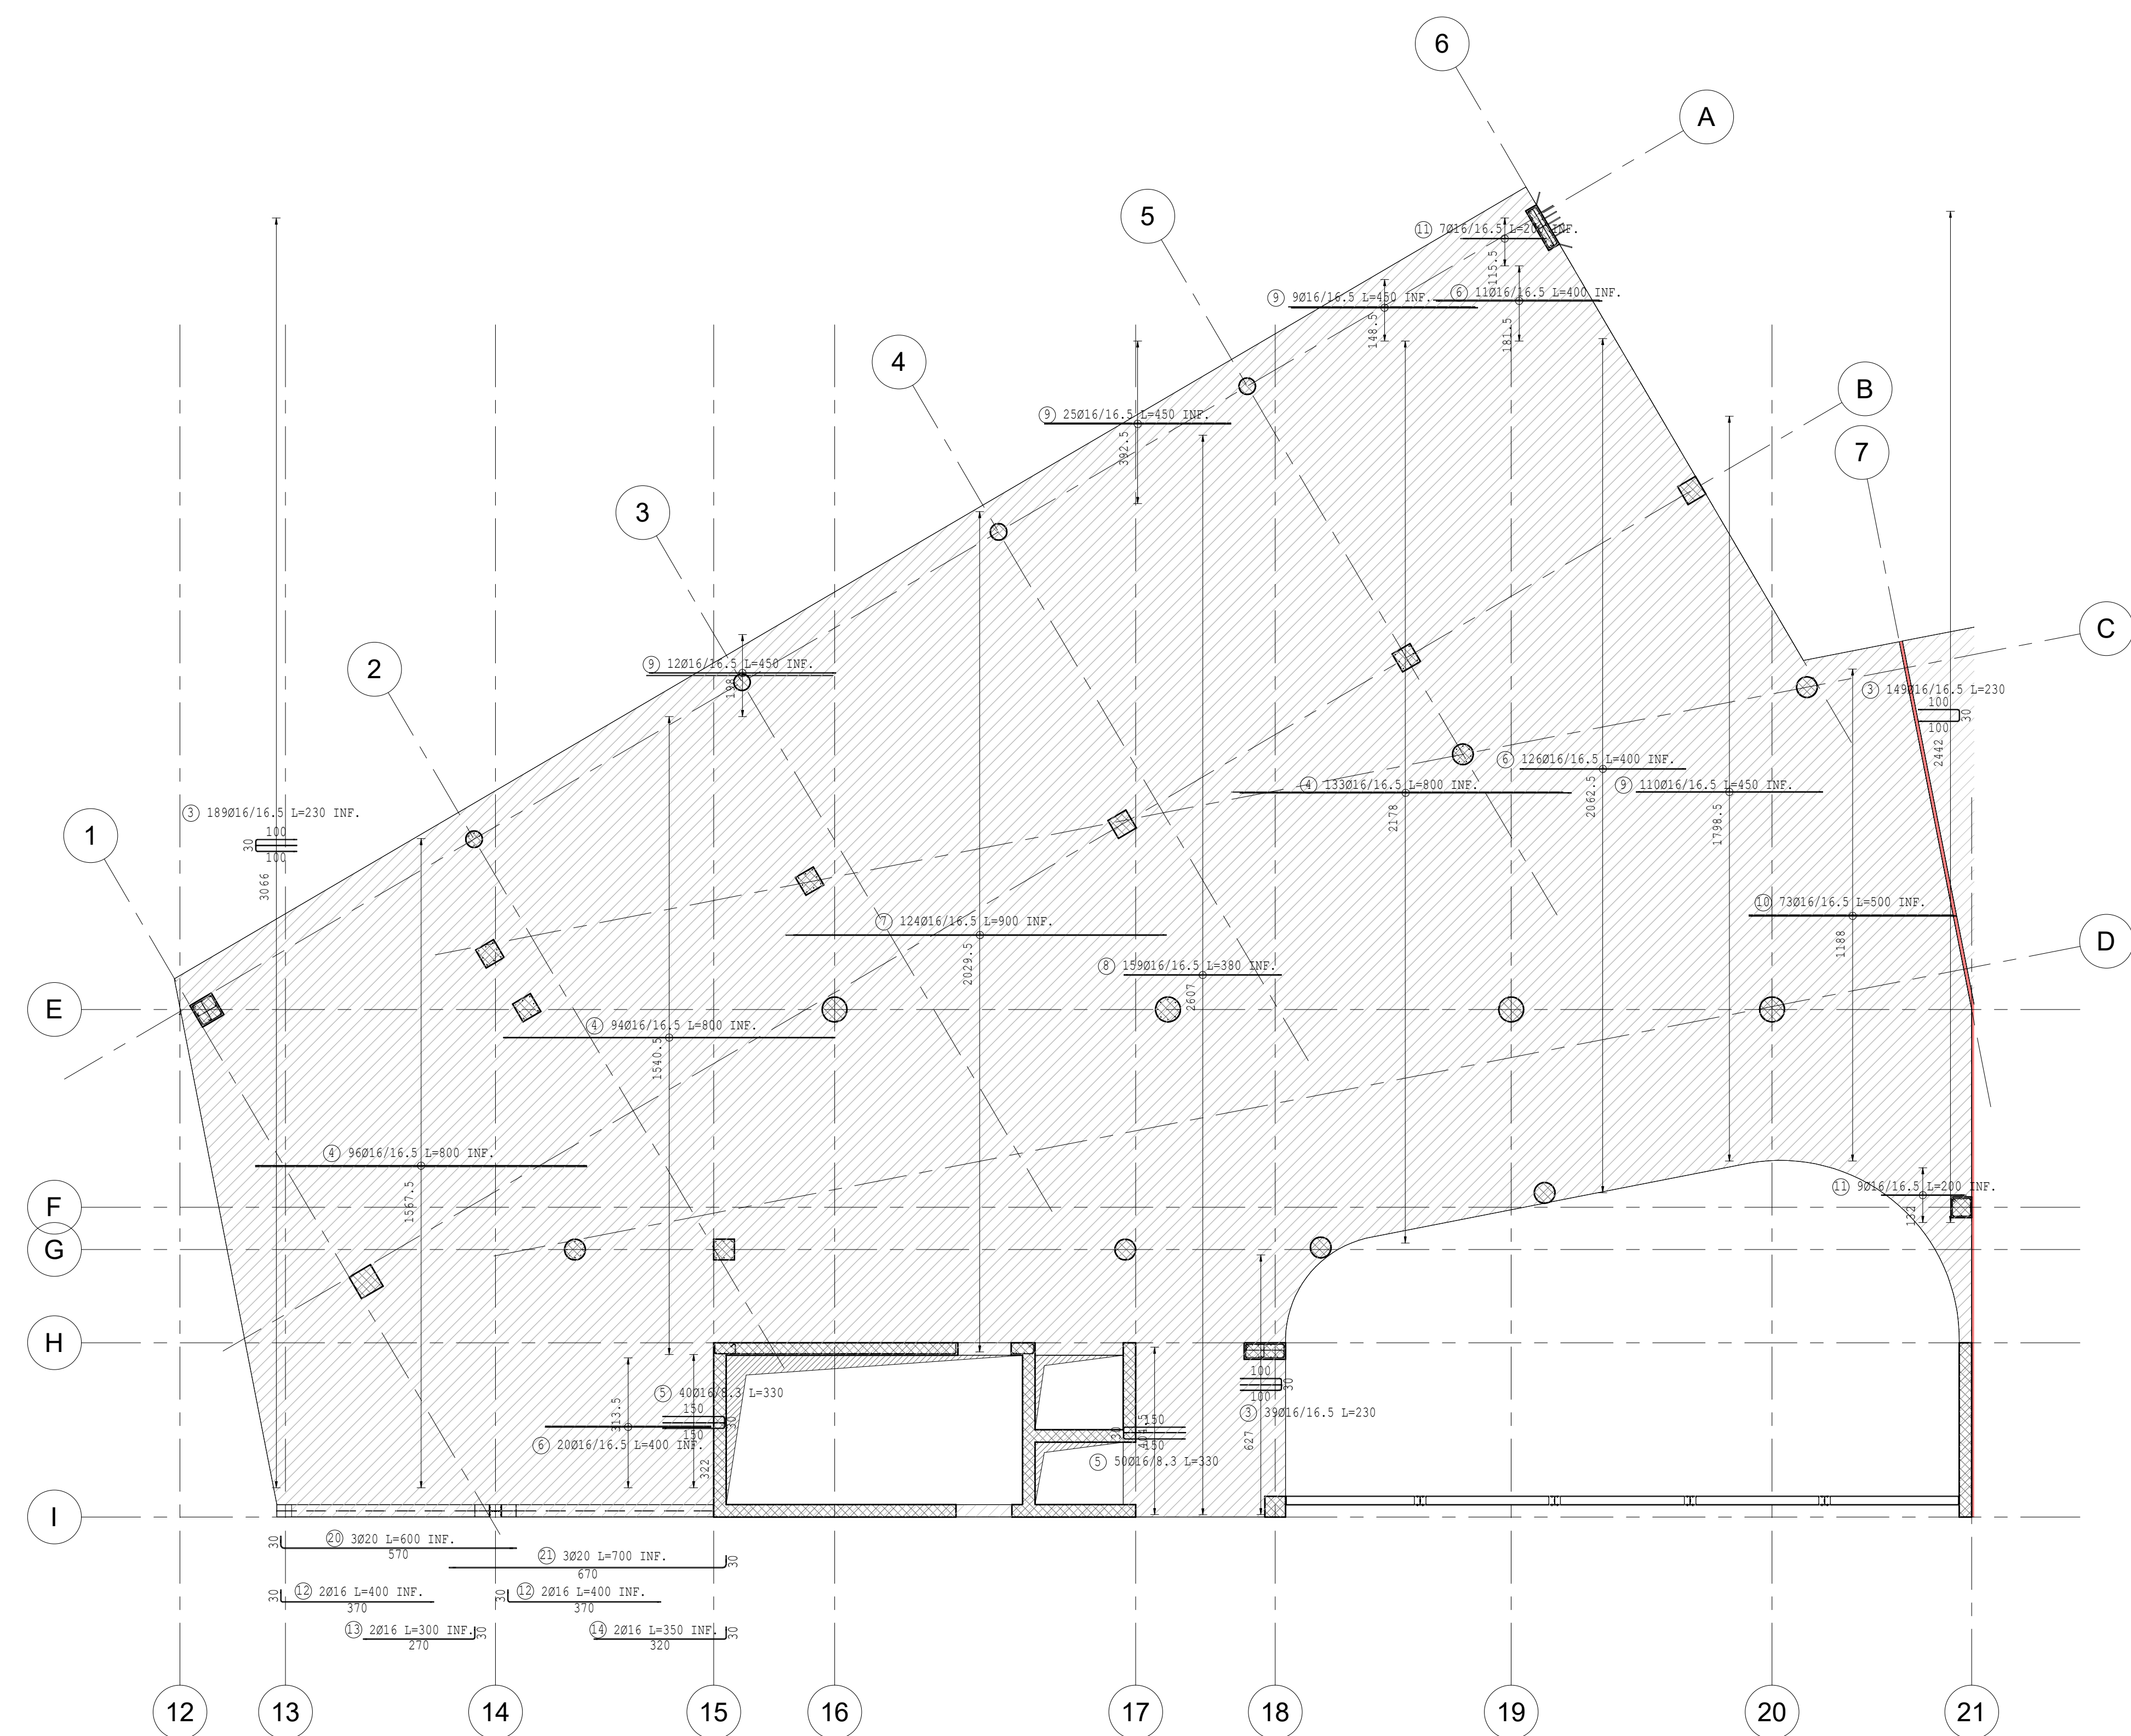 6
A
5
⑪ 7Ø16/16.5 L=200 INF.
115.5
⑨ 9Ø16/16.5 L=450 INF.
⑥ 11Ø16/16.5 L=400 INF.
148.5
181.5
4
B
⑨ 25Ø16/16.5 L=450 INF.
392.5
7
3
C
2
⑨ 12Ø16/16.5 L=450 INF.
198
③ 149Ø16/16.5 L=230
100
30
100
2442
⑥ 126Ø16/16.5 L=400 INF.
④ 133Ø16/16.5 L=800 INF.
⑨ 110Ø16/16.5 L=450 INF.
2178
2062.5
1798.5
1
③ 189Ø16/16.5 L=230 INF.
100
30
100
3066
⑩ 73Ø16/16.5 L=500 INF.
1188
⑦ 124Ø16/16.5 L=900 INF.
2029.5
D
⑧ 159Ø16/16.5 L=380 INF.
2607
E
④ 94Ø16/16.5 L=800 INF.
1540.5
④ 96Ø16/16.5 L=800 INF.
1567.5
⑪ 9Ø16/16.5 L=200 INF.
132
F
G
H
100
30
100
⑤ 40Ø16/8.3 L=330
150
30
150
313.5
322
③ 39Ø16/16.5 L=230
627
150
30
150
⑥ 20Ø16/16.5 L=400 INF.
⑤ 50Ø16/8.3 L=330
I
30
⑳ 3Ø20 L=600 INF.
570
㉑ 3Ø20 L=700 INF.
30
670
30
⑫ 2Ø16 L=400 INF.
370
30
⑫ 2Ø16 L=400 INF.
370
⑬ 2Ø16 L=300 INF.
30
270
⑭ 2Ø16 L=350 INF.
30
320
12
13
14
15
16
17
18
19
20
21